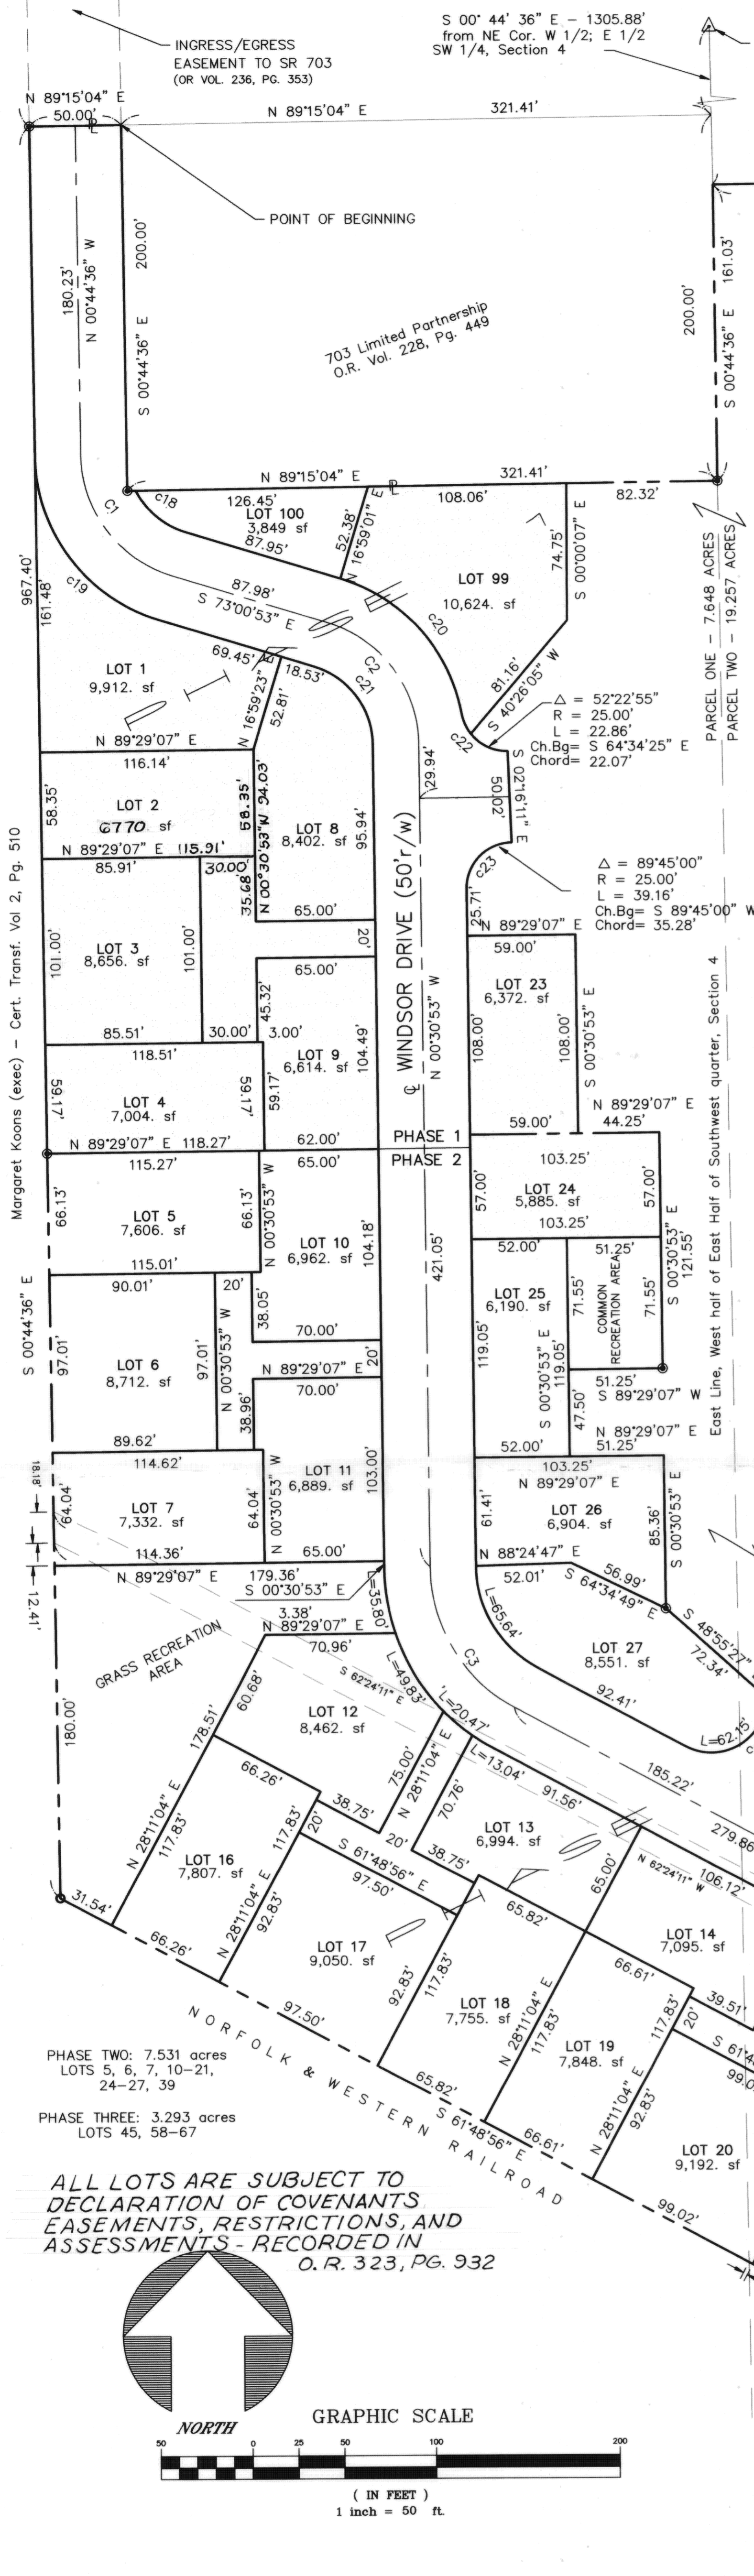 S 00° 44' 36" E - 1305.88'
from NE Cor. W 1/2; E 1/2
SW 1/4, Section 4
INGRESS/EGRESS
EASEMENT TO SR 703
(OR VOL. 236, PG. 353)
N 89°15'04" E
50.00'
N 89°15'04" E
321.41'
POINT OF BEGINNING
180.23'
N 00°44'36" W
200.00'
S 00°44'36" E
703 Limited Partnership
O.R. Vol. 228, Pg. 449
200.00'
S 00°44'36" E 161.03'
N 89°15'04" E
321.41'
c18
126.45'
LOT 100
3,849 sf
87.95'
52.38'
N 16°59'01" E
108.06'
82.32'
LOT 99
10,624. sf
74.75'
S 00°00'07" E
C1
c19
967.40'
161.48'
87.98'
S 73°00'53" E
C2
c20
c21
81.16'
S 40°26'05" W
PARCEL ONE - 7.648 ACRES
PARCEL TWO - 19.257 ACRES
LOT 1
9,912. sf
69.45'
18.53'
N 16°59'23" E
52.81'
c22
Δ = 52°22'55"
R = 25.00'
L = 22.86'
Ch.Bg= S 64°34'25" E
Chord= 22.07'
N 89°29'07" E
116.14'
29.94'
50.02'
S 02°16'11" E
58.35'
LOT 2
6770 sf
58.35'
N 00°30'53"W 94.03'
LOT 8
8,402. sf
95.94'
N 89°29'07" E 115.91'
85.91'
30.00'
35.68'
c23
Δ = 89°45'00"
R = 25.00'
L = 39.16'
Ch.Bg= S 89°45'00" W
Chord= 35.28'
25.71'
65.00'
20'
WINDSOR DRIVE (50'r/w)
N 00°30'53" W
N 89°29'07" E
59.00'
101.00'
LOT 3
8,656. sf
101.00'
65.00'
45.32'
LOT 23
6,372. sf
108.00'
108.00'
S 00°30'53" E
85.51'
30.00'
3.00'
LOT 9
6,614. sf
104.49'
118.51'
59.17'
LOT 4
7,004. sf
59.17'
59.17'
59.00'
N 89°29'07" E
44.25'
N 89°29'07" E 118.27'
62.00'
PHASE 1
PHASE 2
115.27'
65.00'
103.25'
Margaret Koons (exec) - Cert. Transf. Vol 2, Pg. 510
East Line, West half of East Half of Southwest quarter, Section 4
66.13'
LOT 5
7,606. sf
66.13'
N 00°30'53" W
LOT 10
6,962. sf
104.18'
421.05'
57.00'
LOT 24
5,885. sf
57.00'
103.25'
115.01'
90.01'
20'
38.05'
52.00'
51.25'
S 00°30'53" E
121.55'
S 00°44'36" E
LOT 25
6,190. sf
119.05'
71.55'
COMMON
RECREATION AREA
71.55'
S 00°30'53" E
119.05'
70.00'
N 89°29'07" E
20'
70.00'
97.01'
LOT 6
8,712. sf
97.01'
N 00°30'53" W
38.96'
51.25'
S 89°29'07" W
47.50'
N 89°29'07" E
89.62'
52.00'
51.25'
114.62'
103.25'
N 89°29'07" E
18.18'
64.04'
LOT 7
7,332. sf
64.04'
N 00°30'53" W
LOT 11
6,889. sf
103.00'
61.41'
LOT 26
6,904. sf
85.36'
S 00°30'53" E
114.36'
65.00'
N 88°24'47" E
52.01'
56.99'
S 64°34'49" E
N 89°29'07" E
179.36'
S 00°30'53" E
12.41'
L=35.80'
L=65.64'
S 48°55'27"
72.34'
3.38'
N 89°29'07" E
70.96'
GRASS RECREATION
AREA
S 62°24'11" E
L=49.83'
C3
LOT 27
8,551. sf
92.41'
L=62.15'
180.00'
178.51'
60.68'
LOT 12
8,462. sf
75.00'
N 28°11'04" E
L=20.47'
L=13.04'
91.56'
185.22'
279.86
66.26'
38.75'
20'
70.76'
38.75'
LOT 13
6,994. sf
65.00'
N 62°24'11" W
106.12'
N 28°11'04" E
117.83'
LOT 16
7,807. sf
117.83'
20'
S 61°48'56" E
97.50'
65.82'
31.54'
66.26'
N 28°11'04" E
92.83'
LOT 17
9,050. sf
92.83'
117.83'
LOT 14
7,095. sf
66.61'
39.51'
LOT 18
7,755. sf
N 28°11'04" E
117.83'
LOT 19
7,848. sf
117.83'
20'
S 61°4
99.0
97.50'
NORFOLK & WESTERN RAILROAD
65.82'
S 61°48'56" E
66.61'
N 28°11'04" E
92.83'
LOT 20
9,192. sf
99.02'
PHASE TWO: 7.531 acres
LOTS 5, 6, 7, 10-21,
24-27, 39
PHASE THREE: 3.293 acres
LOTS 45, 58-67
ALL LOTS ARE SUBJECT TO
DECLARATION OF COVENANTS
EASEMENTS, RESTRICTIONS, AND
ASSESSMENTS - RECORDED IN
O.R. 323, PG. 932
NORTH
GRAPHIC SCALE
50 0 25 50 100 200
( IN FEET )
1 inch = 50 ft.